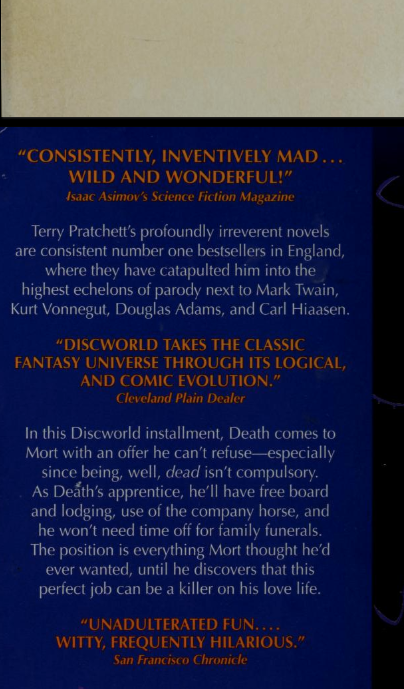 “CONSISTENTLY, INVENTIVELY MAD ...
WILD AND WONDERFUL!”
Isaac Asimov's Science Fiction Magazine
Terry Pratchett's profoundly irreverent novels
are consistent number one bestsellers in England,
where they have catapulted him into the
highest echelons of parody next to Mark Twain,
Kurt Vonnegut, Douglas Adams, and Carl Hiaasen.
“DISCWORLD TAKES THE CLASSIC
FANTASY UNIVERSE THROUGH ITS LOGICAL,
AND COMIC EVOLUTION.”
Cleveland Plain Dealer
In this Discworld installment, Death comes to
Mort with an offer he can't refuse—especially
since being, well, dead isn't compulsory.
As Death's apprentice, he'll have free board
and lodging, use of the company horse, and
he won't need time off for family funerals.
The position is everything Mort thought he'd
ever wanted, until he discovers that this
perfect job can be a killer on his love life.
“UNADULTERATED FUN....
WITTY, FREQUENTLY HILARIOUS.”
San Francisco Chronicle